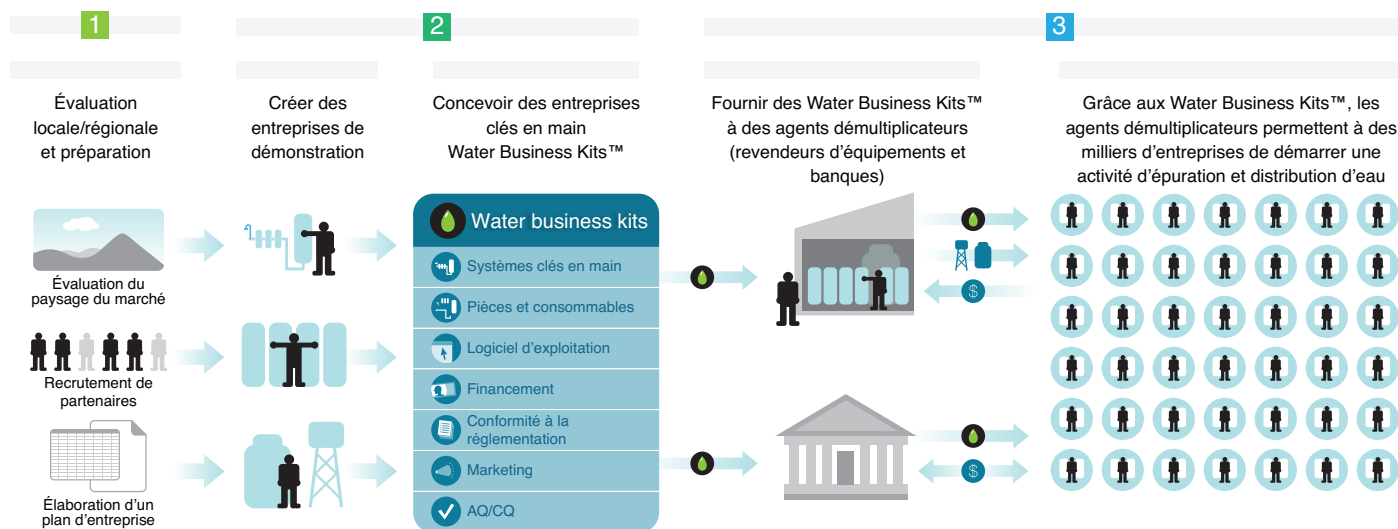 1
2
3
Évaluation
locale/régionale
et préparation
Créer des
entreprises de
démonstration
Concevoir des entreprises
clés en main
Water Business Kits™
Fournir des Water Business Kits™
à des agents démultiplicateurs
(revendeurs d'équipements et
banques)
Grâce aux Water Business Kits™, les
agents démultiplicateurs permettent à des
milliers d'entreprises de démarrer une
activité d'épuration et distribution d'eau
Évaluation du
paysage du marché
Recrutement de
partenaires
Élaboration d'un
plan d'entreprise
Water business kits
Systèmes clés en main
Pièces et consommables
Logiciel d'exploitation
Financement
Conformité à la
réglementation
Marketing
AQ/CQ
$
$